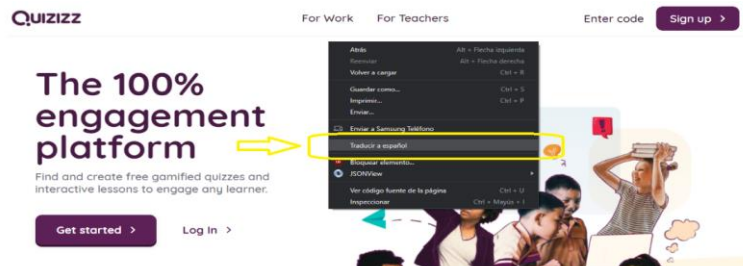 QUIZIZZ
For Work For Teachers
Enter code
Sign up >
The 100%
engagement
platform
Find and create free gamified quizzes and
interactive lessons to engage any learner.
Get started >
Log In >
Atrás Alt + Flecha izquierda
Reenviar Alt + Flecha derecha
Volver a cargar Ctrl + R
Guardar como... Ctrl + S
Imprimir... Ctrl + P
Enviar...
Enviar a Samsung Teléfono
Traducir a español
Bloquear elemento...
JSONView
Ver código fuente de la página Ctrl + U
Inspeccionar Ctrl + Mayús + I